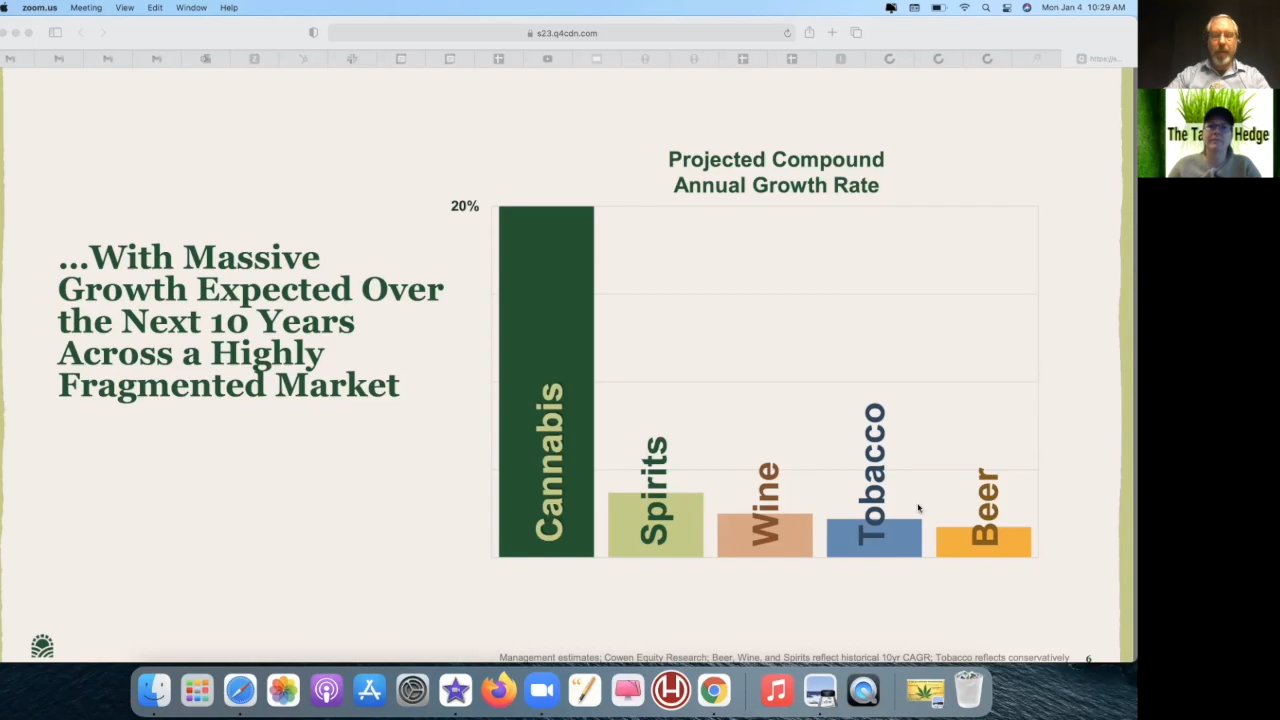 zoom.us Meeting View Edit Window Help
Mon Jan 4 10:29 AM
s23.q4cdn.com
https://s...
Projected Compound
Annual Growth Rate
20%
...With Massive
Growth Expected Over
the Next 10 Years
Across a Highly
Fragmented Market
Cannabis
Spirits
Wine
Tobacco
Beer
Management estimates; Cowen Equity Research; Beer, Wine, and Spirits reflect historical 10yr CAGR; Tobacco reflects conservatively
6
The Hedge